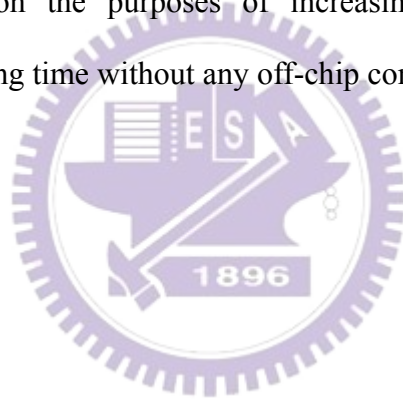 on the purposes of increasin
ng time without any off-chip co
E S A
1896